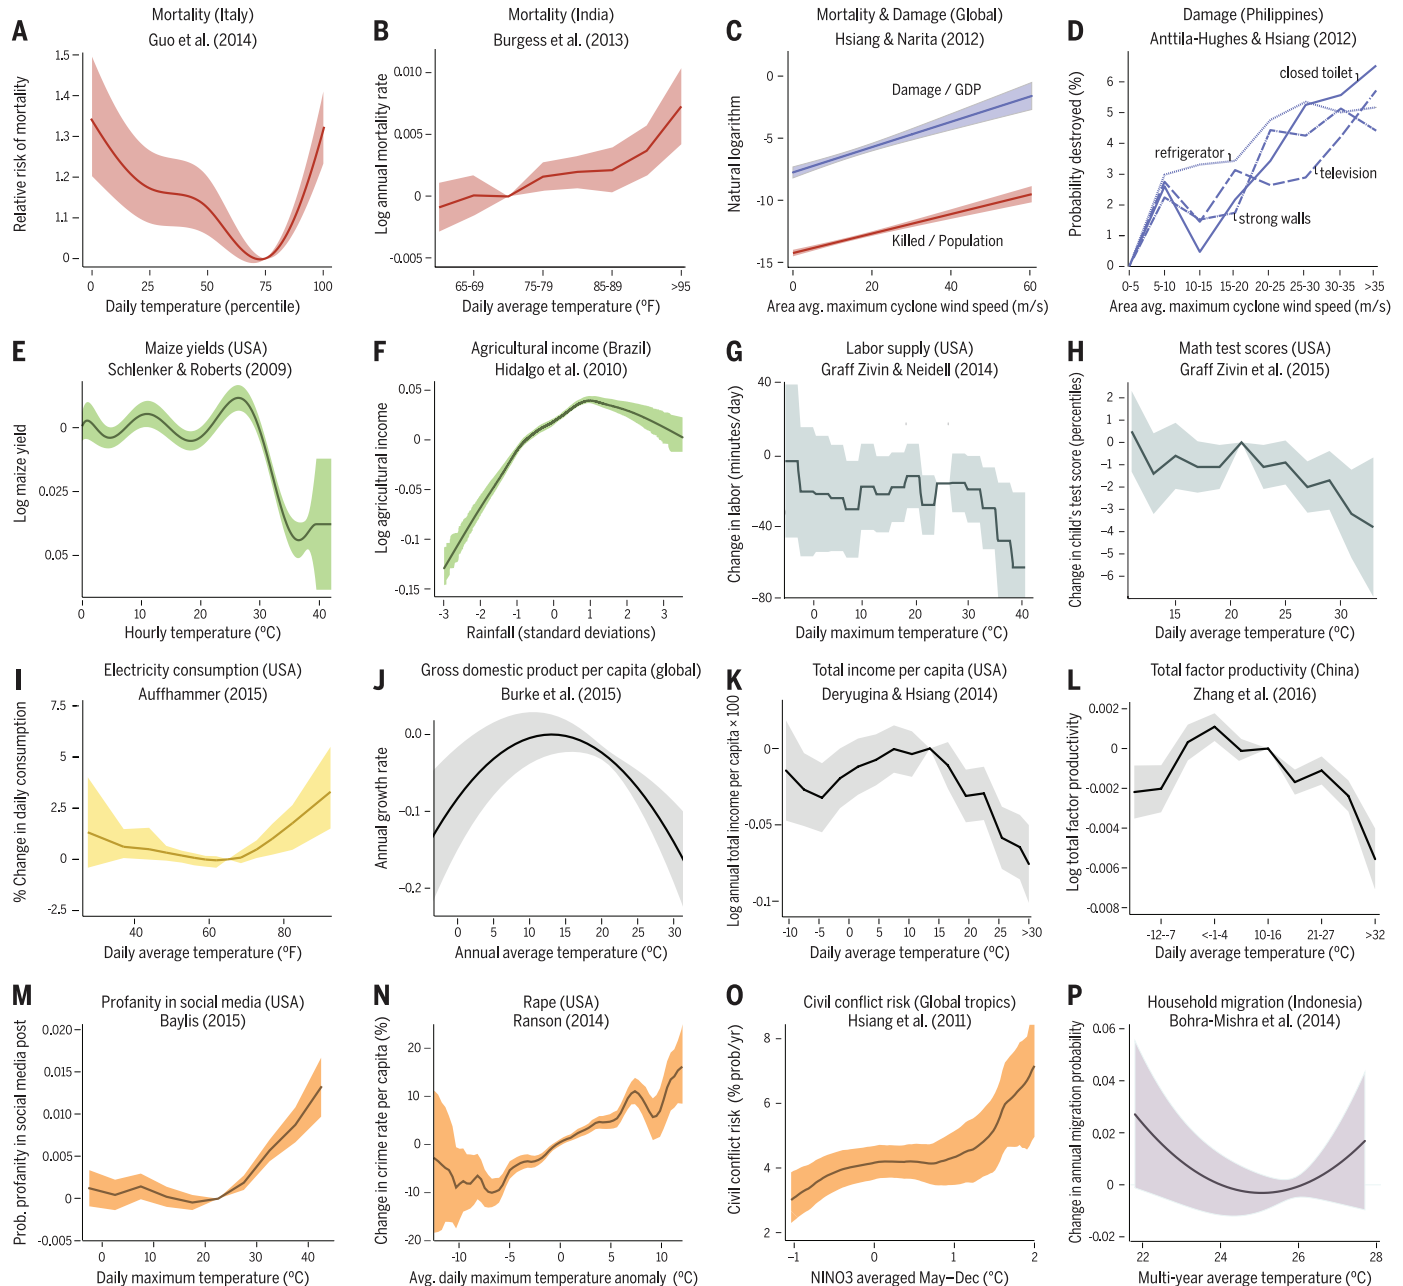 A
Mortality (Italy)
Guo et al. (2014)
Relative risk of mortality
1.5
1.3
1.2
1.1
0
0
25
50
75
100
Daily temperature (percentile)
B
Mortality (India)
Burgess et al. (2013)
Log annual mortality rate
0.010
0.005
0
-0.005
65-69
75-79
85-89
>95
Daily average temperature (ºF)
C
Mortality & Damage (Global)
Hsiang & Narita (2012)
Natural logarithm
0
-5
-10
-15
Damage / GDP
Killed / Population
0
20
40
60
Area avg. maximum cyclone wind speed (m/s)
D
Damage (Philippines)
Anttila-Hughes & Hsiang (2012)
Probability destroyed (%)
6
5
4
3
2
1
0
closed toilet
refrigerator
television
strong walls
0-5
5-10
10-15
15-20
20-25
25-30
30-35
>35
Area avg. maximum cyclone wind speed (m/s)
E
Maize yields (USA)
Schlenker & Roberts (2009)
Log maize yield
0
0.025
0.05
0
10
20
30
40
Hourly temperature (ºC)
F
Agricultural income (Brazil)
Hidalgo et al. (2010)
Log agricultural income
0.05
0
-0.05
-0.1
-0.15
-3
-2
-1
0
1
2
3
Rainfall (standard deviations)
G
Labor supply (USA)
Graff Zivin & Neidell (2014)
Change in labor (minutes/day)
40
0
-40
-80
0
10
20
30
40
Daily maximum temperature (ºC)
H
Math test scores (USA)
Graff Zivin et al. (2015)
Change in child's test score (percentiles)
0
-1
-2
-3
-4
-5
-6
15
20
25
30
Daily average temperature (ºC)
I
Electricity consumption (USA)
Auffhammer (2015)
% Change in daily consumption
7.5
5
2.5
0
-2.5
40
60
80
Daily average temperature (ºF)
J
Gross domestic product per capita (global)
Burke et al. (2015)
Annual growth rate
0.0
-0.1
-0.2
0
5
10
15
20
25
30
Annual average temperature (ºC)
K
Total income per capita (USA)
Deryugina & Hsiang (2014)
Log annual total income per capita × 100
0
-0.05
-0.1
-10
-5
0
5
10
15
20
25
>30
Daily average temperature (ºC)
L
Total factor productivity (China)
Zhang et al. (2016)
Log total factor productivity
0.002
0
-0.002
-0.004
-0.006
-0.008
-12--7
<-1-4
10-16
21-27
>32
Daily average temperature (ºC)
M
Profanity in social media (USA)
Baylis (2015)
Prob. profanity in social media post
0.020
0.015
0.010
0.005
0
-0.005
0
20
40
Daily maximum temperature (ºC)
N
Rape (USA)
Ranson (2014)
Change in crime rate per capita (%)
20
10
0
-10
-20
-10
-5
0
5
10
Avg. daily maximum temperature anomaly (ºC)
O
Civil conflict risk (Global tropics)
Hsiang et al. (2011)
Civil conflict risk (% prob/yr)
8
6
4
2
-1
0
1
2
NINO3 averaged May–Dec (ºC)
P
Household migration (Indonesia)
Bohra-Mishra et al. (2014)
Change in annual migration probability
0.06
0.04
0.02
0
-0.02
22
24
26
28
Multi-year average temperature (ºC)